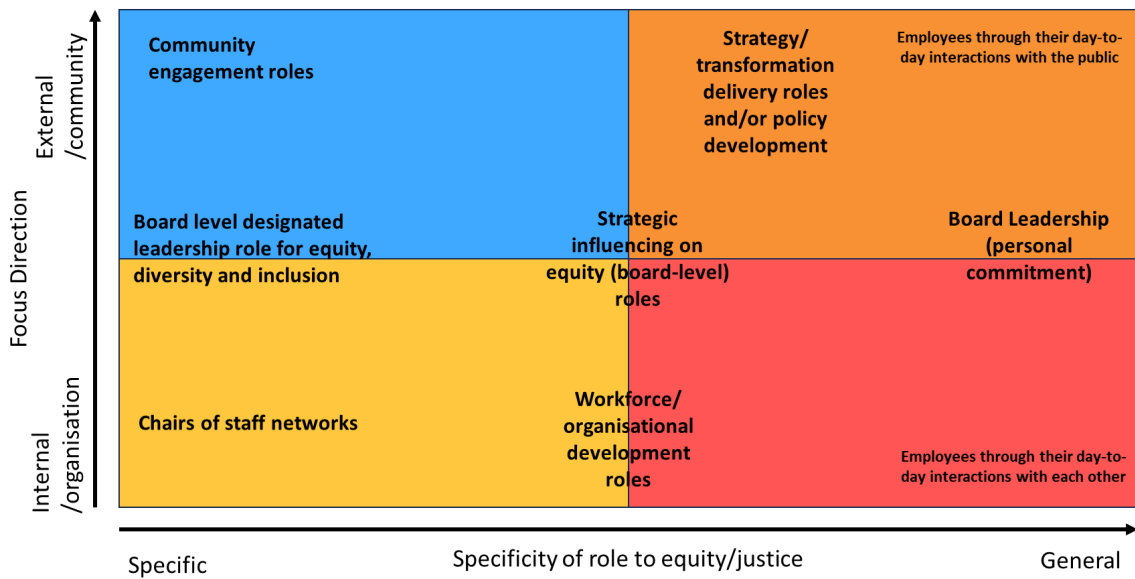 External
/community
Focus Direction
Internal
/organisation
Community
engagement roles
Strategy/
transformation
delivery roles
and/or policy
development
Employees through their day-to-
day interactions with the public
Board level designated
leadership role for equity,
diversity and inclusion
Strategic
influencing on
equity (board-level)
roles
Board Leadership
(personal
commitment)
Chairs of staff networks
Workforce/
organisational
development
roles
Employees through their day-to-
day interactions with each other
Specific
Specificity of role to equity/justice
General